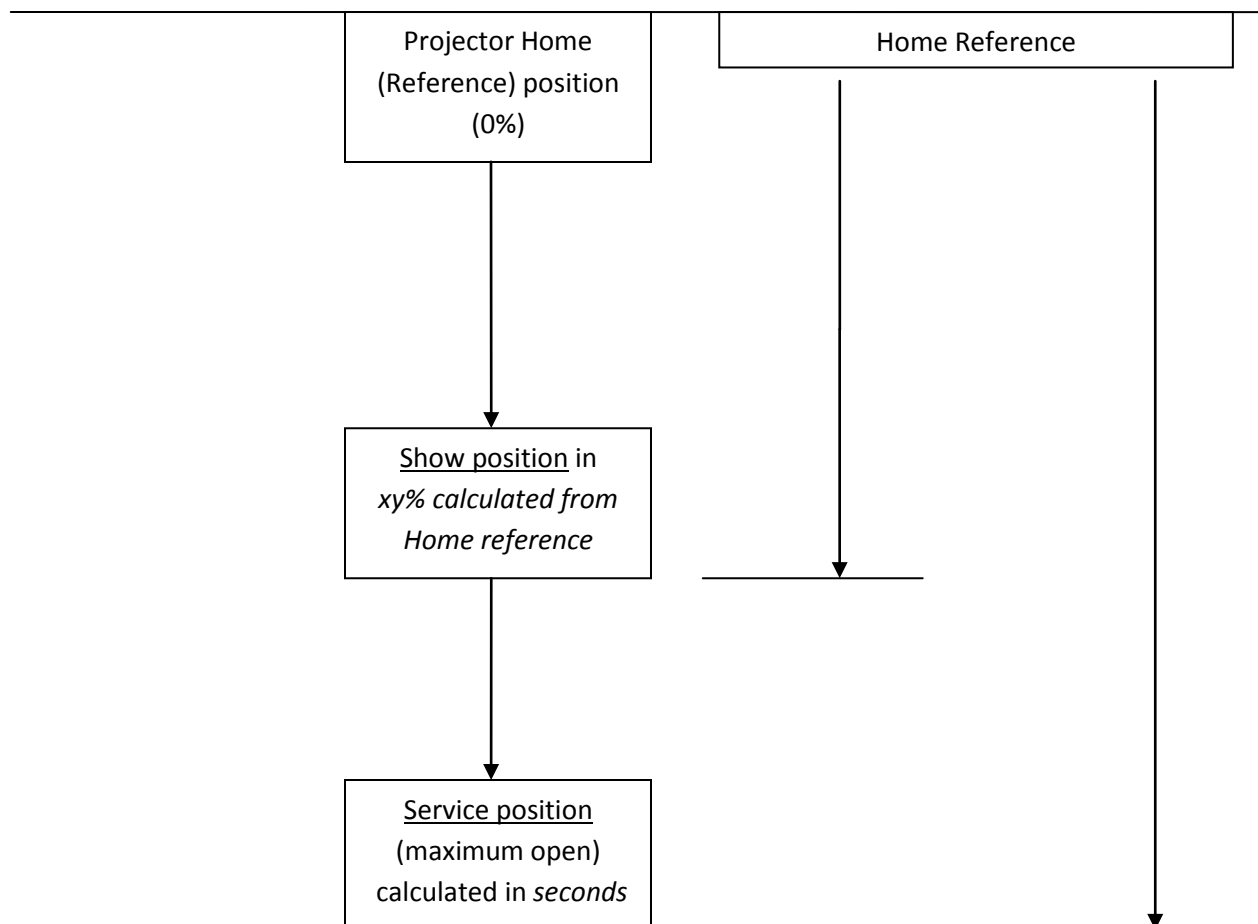 Projector Home
(Reference) position
(0%)
Home Reference
Show position in
xy% calculated from
Home reference
Service position
(maximum open)
calculated in seconds